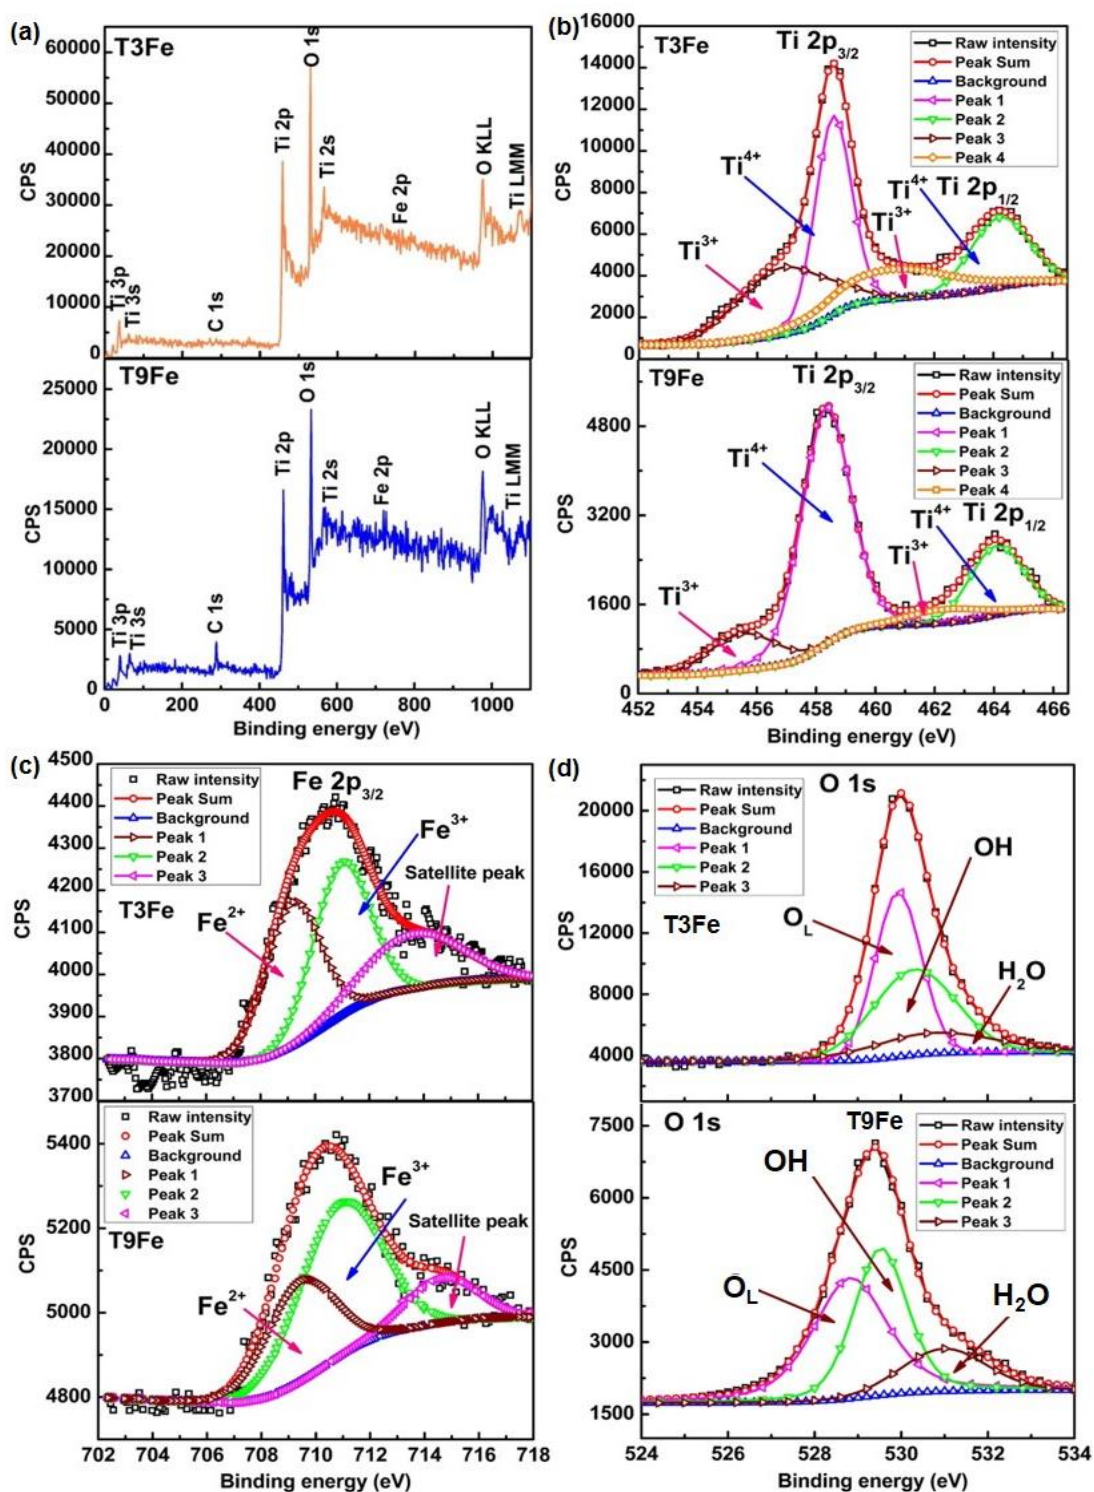 (a)
T3Fe
60000
50000
40000
30000
20000
10000
0
CPS
Ti 3p
Ti 3s
C 1s
Ti 2p
O 1s
Ti 2s
Fe 2p
O KLL
Ti LMM
T9Fe
25000
20000
15000
10000
5000
0
CPS
Ti 3p
Ti 3s
C 1s
Ti 2p
O 1s
Ti 2s
Fe 2p
O KLL
Ti LMM
0 200 400 600 800 1000
Binding energy (eV)
(b)
T3Fe
Ti 2p3/2
16000
14000
12000
10000
8000
6000
4000
2000
0
CPS
Raw intensity
Peak Sum
Background
Peak 1
Peak 2
Peak 3
Peak 4
Ti4+
Ti3+
Ti4+
Ti 2p1/2
Ti3+
T9Fe
Ti 2p3/2
4800
3200
1600
0
CPS
Raw intensity
Peak Sum
Background
Peak 1
Peak 2
Peak 3
Peak 4
Ti4+
Ti3+
Ti4+
Ti 2p1/2
Ti3+
452 454 456 458 460 462 464 466
Binding energy (eV)
(c)
4500
4400
4300
4200
4100
4000
3900
3800
3700
CPS
Raw intensity
Peak Sum
Background
Peak 1
Peak 2
Peak 3
Fe 2p3/2
Fe3+
Satellite peak
T3Fe
Fe2+
5400
5200
5000
4800
CPS
Raw intensity
Peak Sum
Background
Peak 1
Peak 2
Peak 3
Fe3+
Satellite peak
T9Fe
Fe2+
702 704 706 708 710 712 714 716 718
Binding energy (eV)
(d)
O 1s
20000
16000
12000
8000
4000
CPS
Raw intensity
Peak Sum
Background
Peak 1
Peak 2
Peak 3
OH
T3Fe
OL
H2O
O 1s
T9Fe
7500
6000
4500
3000
1500
CPS
Raw intensity
Peak Sum
Background
Peak 1
Peak 2
Peak 3
OH
OL
H2O
524 526 528 530 532 534
Binding energy (eV)